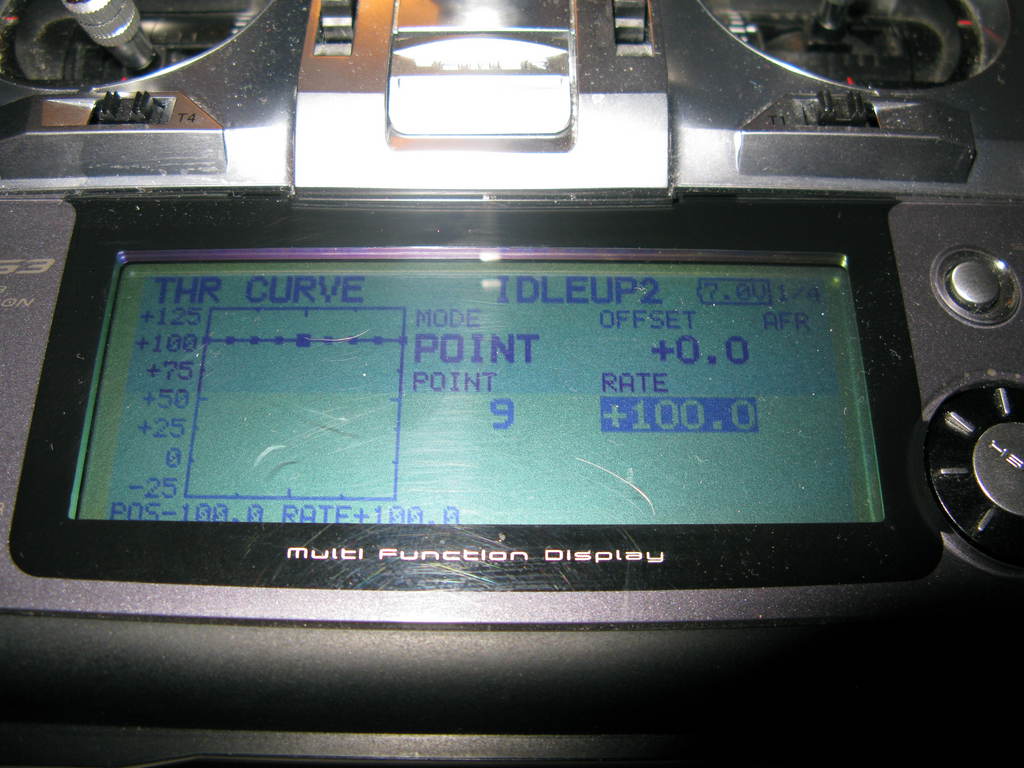 T4
T1
THR CURVE IDLEUP2 7.0V 1/4
MODE OFFSET AFR
POINT +0.0
POINT RATE
9 +100.0
+125
+100
+75
+50
+25
0
-25
POS-100.0 RATE+100.0
Multi Function Display